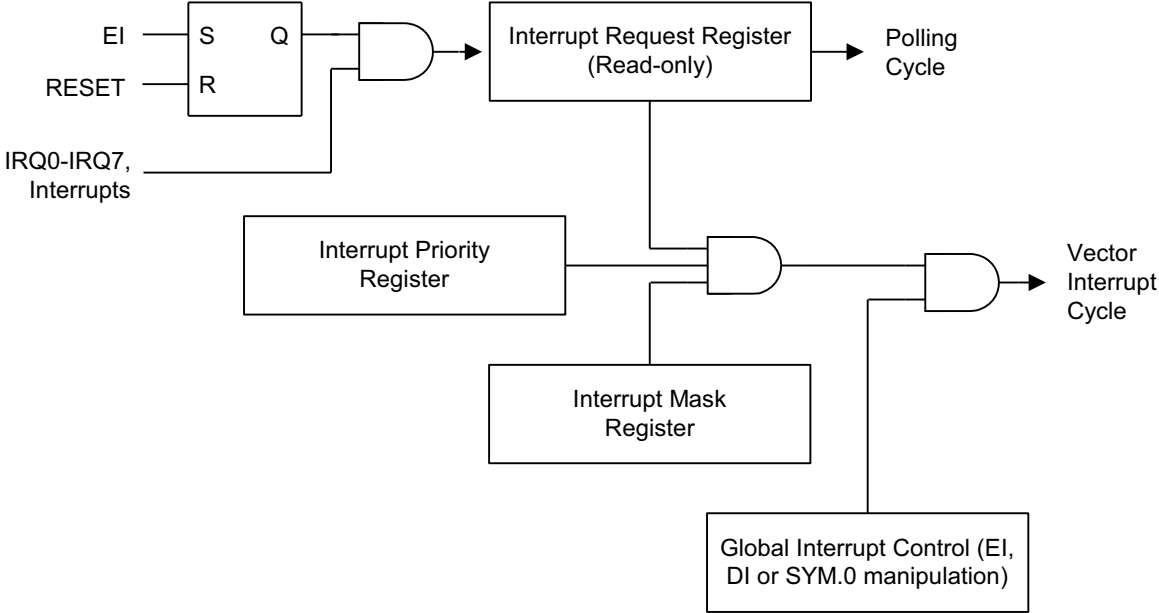 EI
S
Q
RESET
R
IRQ0-IRQ7,
Interrupts
Interrupt Request Register
(Read-only)
Polling
Cycle
Interrupt Priority
Register
Interrupt Mask
Register
Vector
Interrupt
Cycle
Global Interrupt Control (EI,
DI or SYM.0 manipulation)